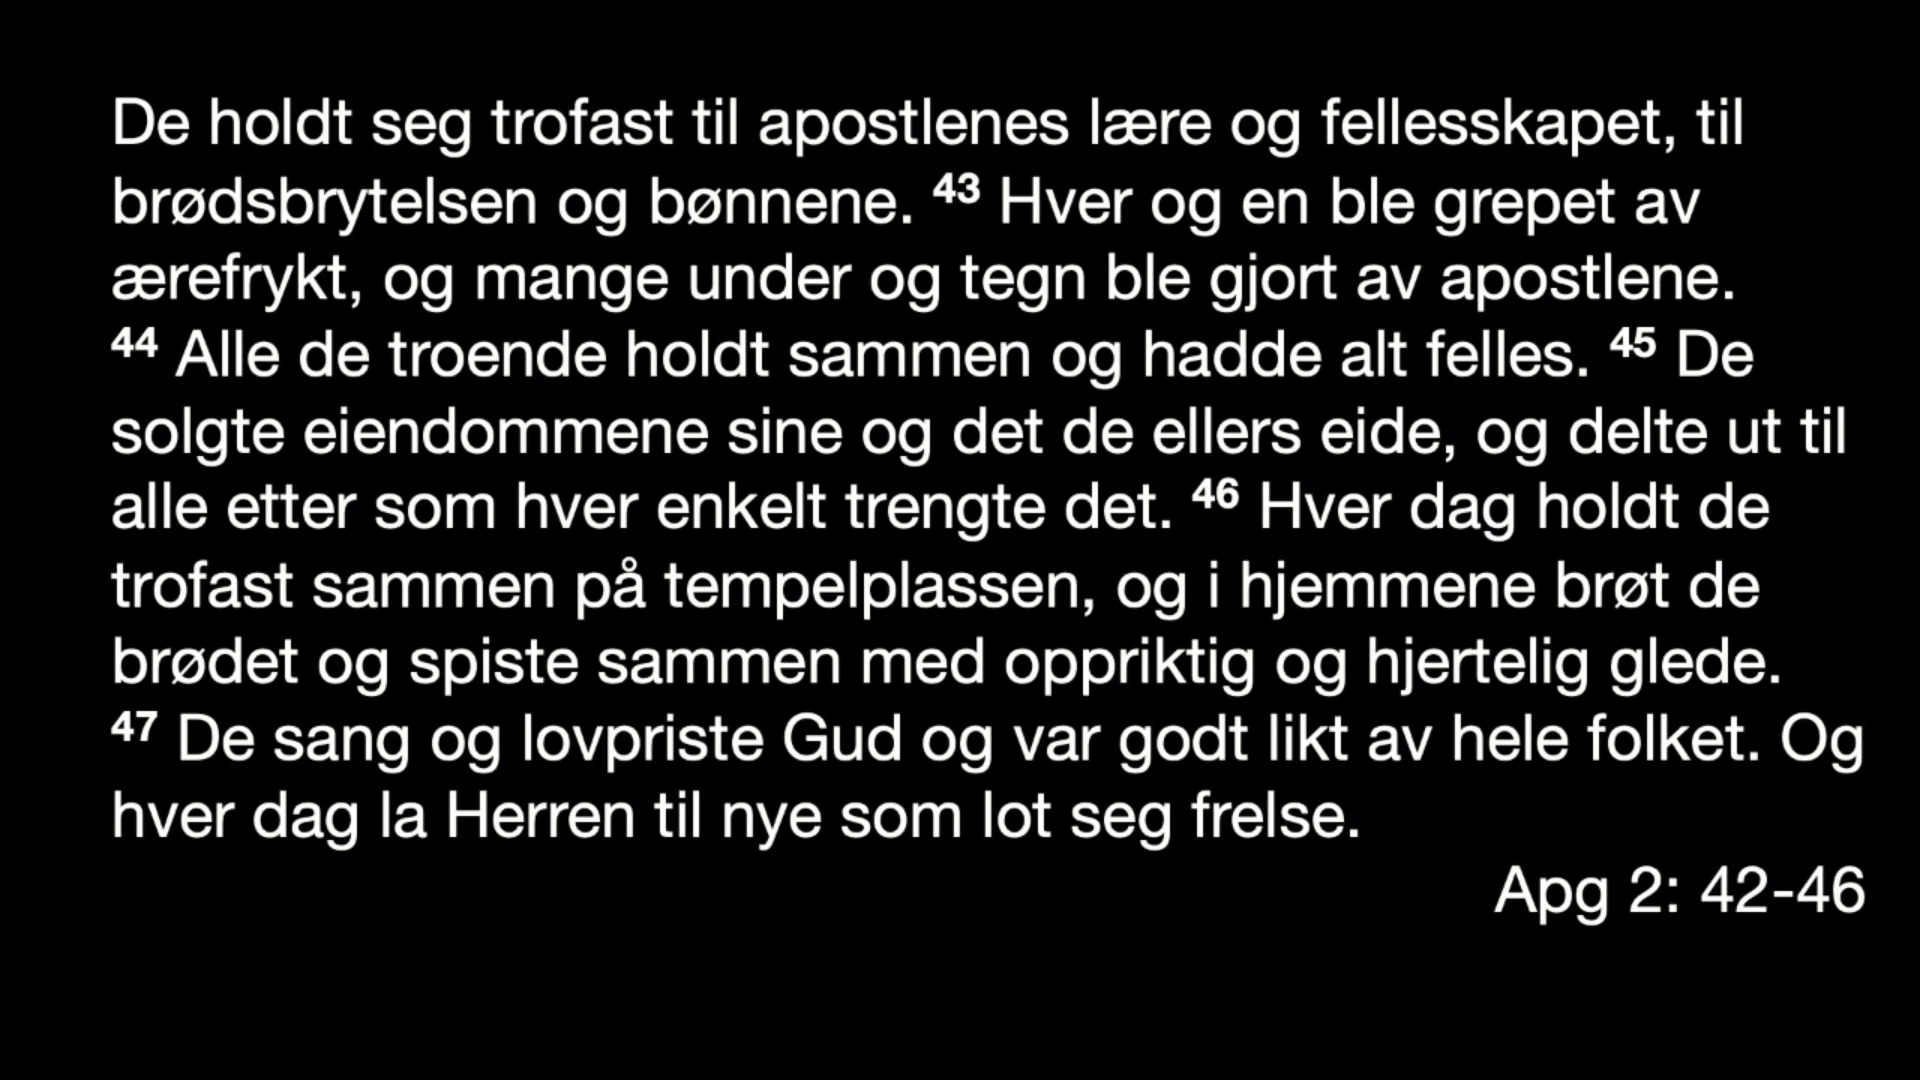 De holdt seg trofast til apostlenes lære og fellesskapet, til
brødsbrytelsen og bønnene. 43 Hver og en ble grepet av
ærefrykt, og mange under og tegn ble gjort av apostlene.
44 Alle de troende holdt sammen og hadde alt felles. 45 De
solgte eiendommene sine og det de ellers eide, og delte ut til
alle etter som hver enkelt trengte det. 46 Hver dag holdt de
trofast sammen på tempelplassen, og i hjemmene brøt de
brødet og spiste sammen med oppriktig og hjertelig glede.
47 De sang og lovpriste Gud og var godt likt av hele folket. Og
hver dag la Herren til nye som lot seg frelse.
Apg 2: 42-46